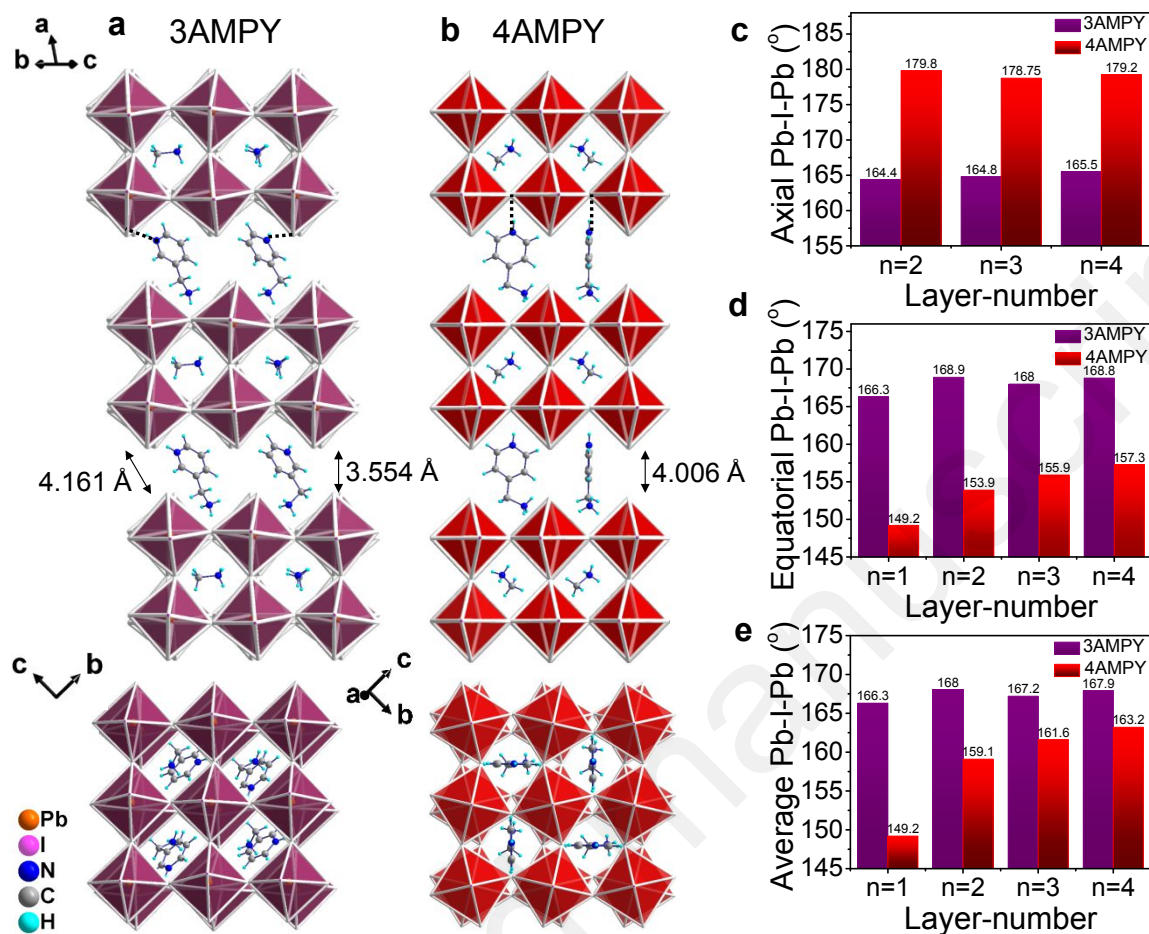 a 3AMPY
a
b c
b 4AMPY
4.161 Å
3.554 Å
4.006 Å
c b
c
a
b
Pb
I
N
C
H
c
3AMPY
4AMPY
Axial Pb-I-Pb (°)
185
180
175
170
165
160
155
164.4
179.8
164.8
178.75
165.5
179.2
n=2 n=3 n=4
Layer-number
d
3AMPY
4AMPY
Equatorial Pb-I-Pb (°)
175
170
165
160
155
150
145
166.3
149.2
168.9
153.9
168
155.9
168.8
157.3
n=1 n=2 n=3 n=4
Layer-number
e
3AMPY
4AMPY
Average Pb-I-Pb (°)
175
170
165
160
155
150
145
166.3
149.2
168
159.1
167.2
161.6
167.9
163.2
n=1 n=2 n=3 n=4
Layer-number